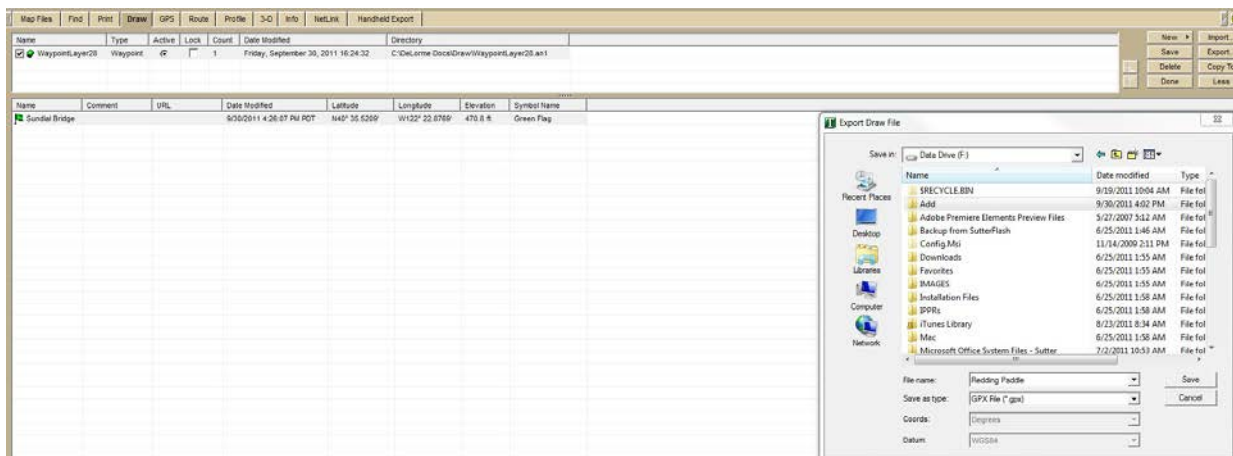 Map Files Find Print Draw GPS Route Profile 3-D Info NetLink Handheld Export
Name Type Active Lock Count Date Modified Directory
WaypointLayer28 Waypoint 1 Friday, September 30, 2011 16:24:32 C:\DeLorme Docs\Draw\WaypointLayer28.an1
New Import..
Save Export..
Delete Copy To
Done Less
Name Comment URL Date Modified Latitude Longitude Elevation Symbol Name
Sundial Bridge 9/30/2011 4:26:07 PM PDT N40° 35.5209' W122° 22.8769' 470.8 ft Green Flag
Export Draw File
Save in: Data Drive (F:)
Recent Places
Desktop
Libraries
Computer
Network
Name Date modified Type
$RECYCLE.BIN 9/19/2011 10:04 AM File fol
Add 9/30/2011 4:02 PM File fol
Adobe Premiere Elements Preview Files 5/27/2007 5:12 AM File fol
Backup from SutterFlash 6/25/2011 1:46 AM File fol
Config.Msi 11/14/2009 2:11 PM File fol
Downloads 6/25/2011 1:55 AM File fol
Favorites 6/25/2011 1:55 AM File fol
IMAGES 6/25/2011 1:55 AM File fol
Installation Files 6/25/2011 1:58 AM File fol
IPPRs 6/25/2011 1:58 AM File fol
iTunes Library 8/23/2011 8:34 AM File fol
Mac 6/25/2011 1:58 AM File fol
Microsoft Office System Files - Sutter 7/2/2011 10:53 AM File fol
File name: Redding Paddle Save
Save as type: GPX File (*.gpx) Cancel
Coords: Degrees
Datum: WGS84